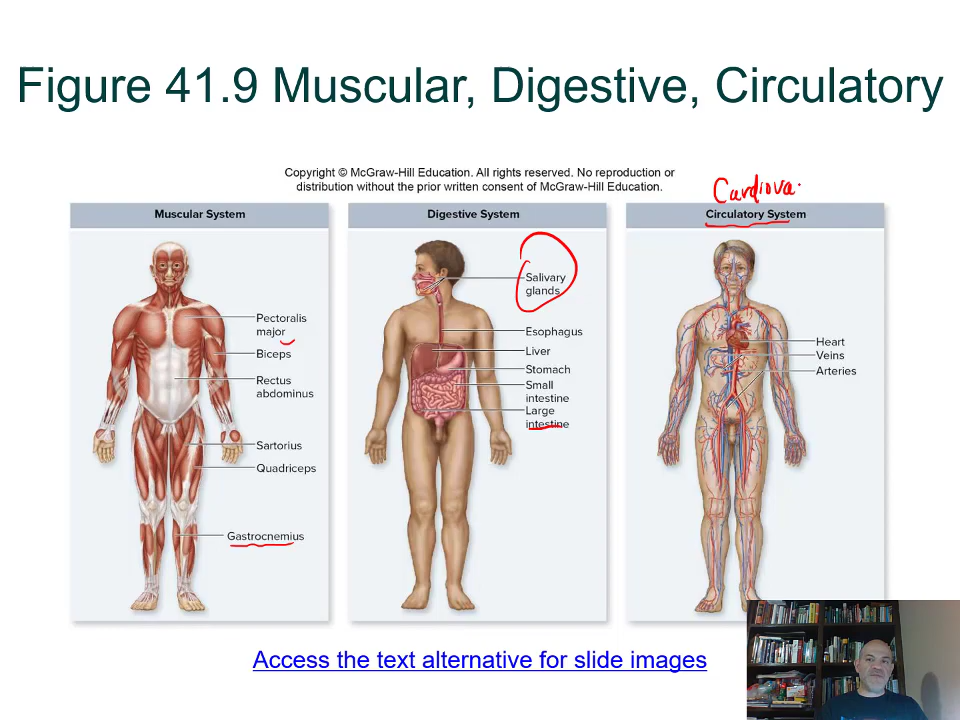 Figure 41.9 Muscular, Digestive, Circulatory
Copyright © McGraw-Hill Education. All rights reserved. No reproduction or
distribution without the prior written consent of McGraw-Hill Education.
Cardiova
Muscular System
Pectoralis
major
Biceps
Rectus
abdominus
Sartorius
Quadriceps
Gastrocnemius
Digestive System
Salivary
glands
Esophagus
Liver
Stomach
Small
intestine
Large
intestine
Circulatory System
Heart
Veins
Arteries
Access the text alternative for slide images